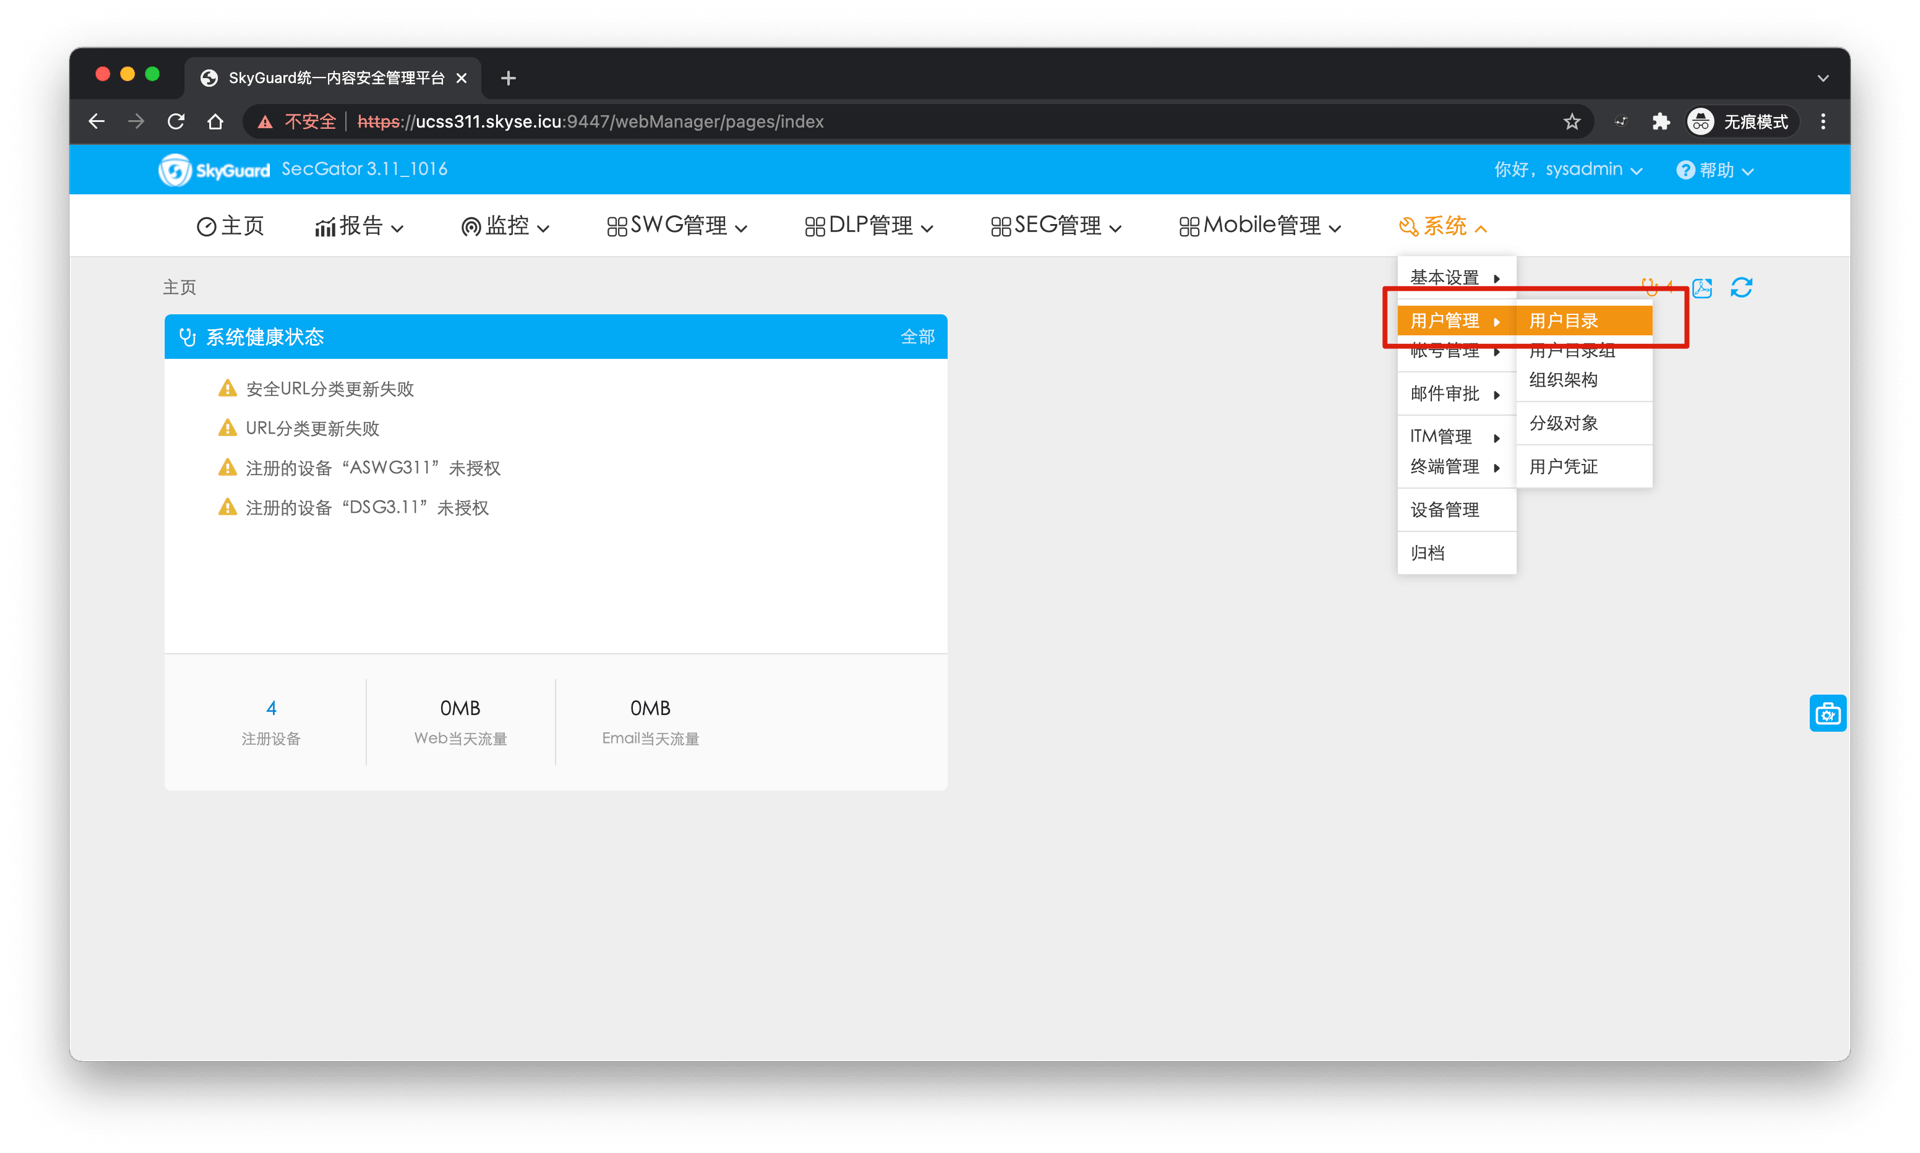 SkyGuard统一内容安全管理平台
不安全 https://ucss311.skyse.icu:9447/webManager/pages/index 无痕模式
SkyGuard SecGator 3.11_1016 你好，sysadmin 帮助
主页 报告 监控 SWG管理 DLP管理 SEG管理 Mobile管理 系统
主页
基本设置
用户管理
帐号管理
邮件审批
ITM管理
终端管理
设备管理
归档
用户目录
用户目录组
组织架构
分级对象
用户凭证
4
系统健康状态 全部
安全URL分类更新失败
URL分类更新失败
注册的设备“ASWG311”未授权
注册的设备“DSG3.11”未授权
4 0MB 0MB
注册设备 Web当天流量 Email当天流量